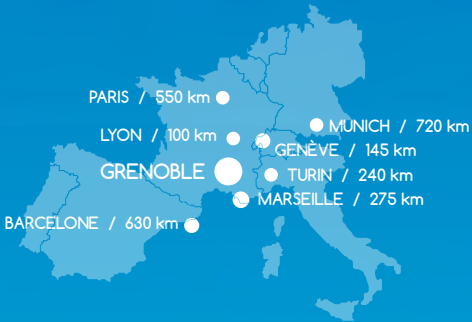 PARIS / 550 km
LYON / 100 km
MUNICH / 720 km
GENÈVE / 145 km
GRENOBLE
TURIN / 240 km
MARSEILLE / 275 km
BARCELONE / 630 km